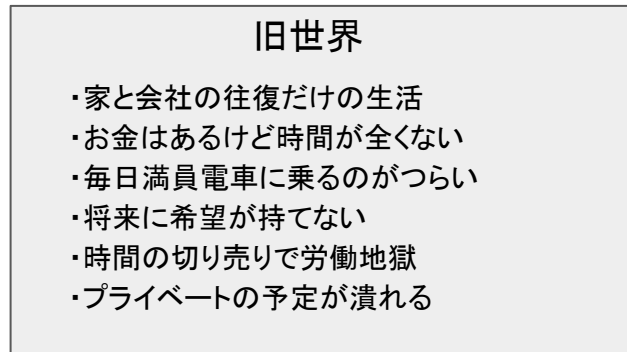 旧世界
・家と会社の往復だけの生活
・お金はあるけど時間が全くない
・毎日満員電車に乗るのがつらい
・将来に希望が持てない
・時間の切り売りで労働地獄
・プライベートの予定が潰れる